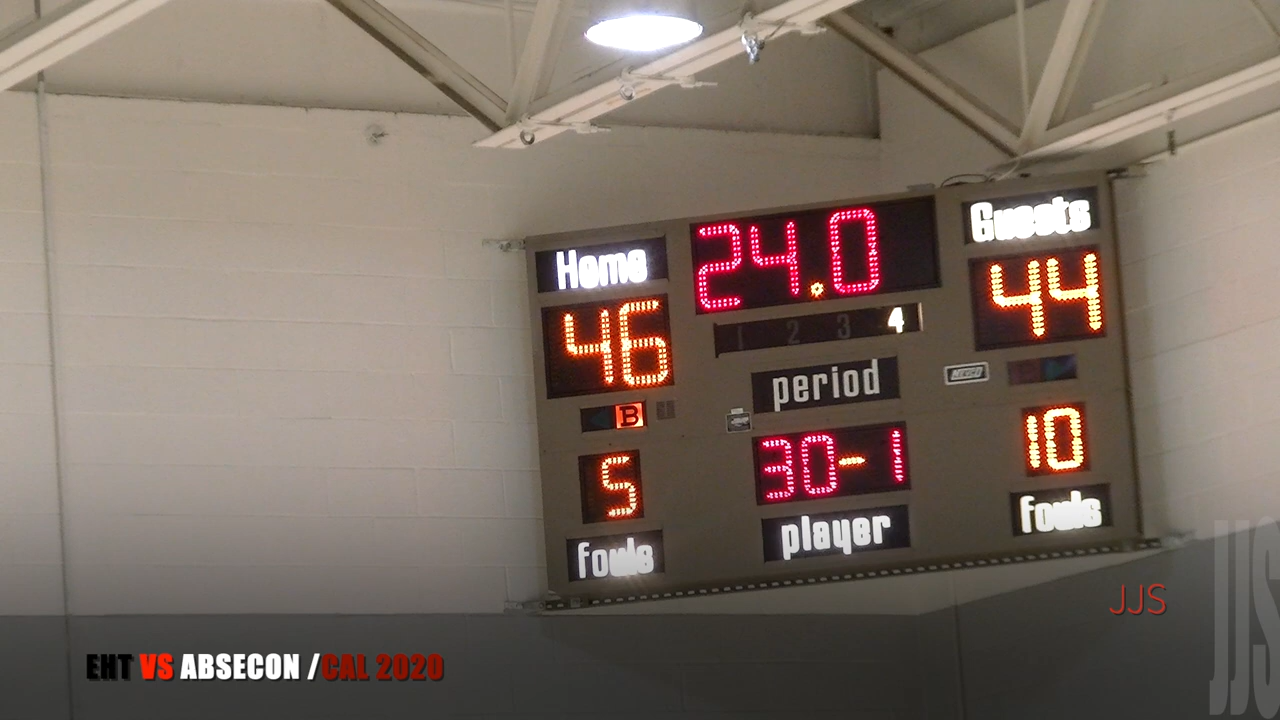 Home
24.0
Guests
46
1 2 3 4
44
period
B
5
30-1
10
fouls
player
fouls
JJS
JJS
EHT VS ABSECON /CAL 2020